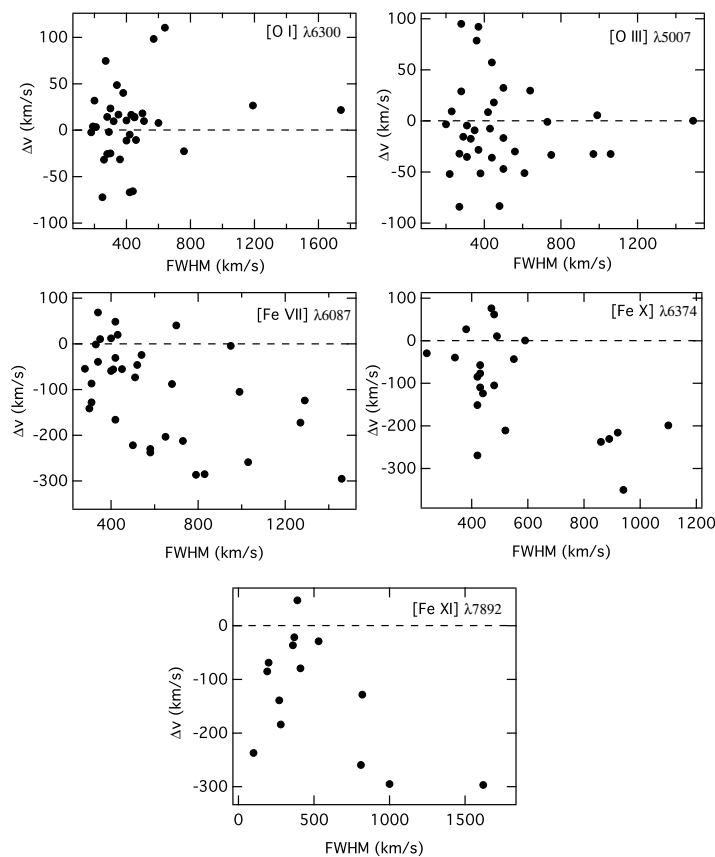 [O I] λ6300
100
50
0
-50
-100
Δv (km/s)
400 800 1200 1600
FWHM (km/s)
[O III] λ5007
100
50
0
-50
-100
Δv (km/s)
400 800 1200
FWHM (km/s)
[Fe VII] λ6087
100
0
-100
-200
-300
Δv (km/s)
400 800 1200
FWHM (km/s)
[Fe X] λ6374
100
0
-100
-200
-300
Δv (km/s)
400 600 800 1000 1200
FWHM (km/s)
[Fe XI] λ7892
0
-100
-200
-300
Δv (km/s)
0 500 1000 1500
FWHM (km/s)